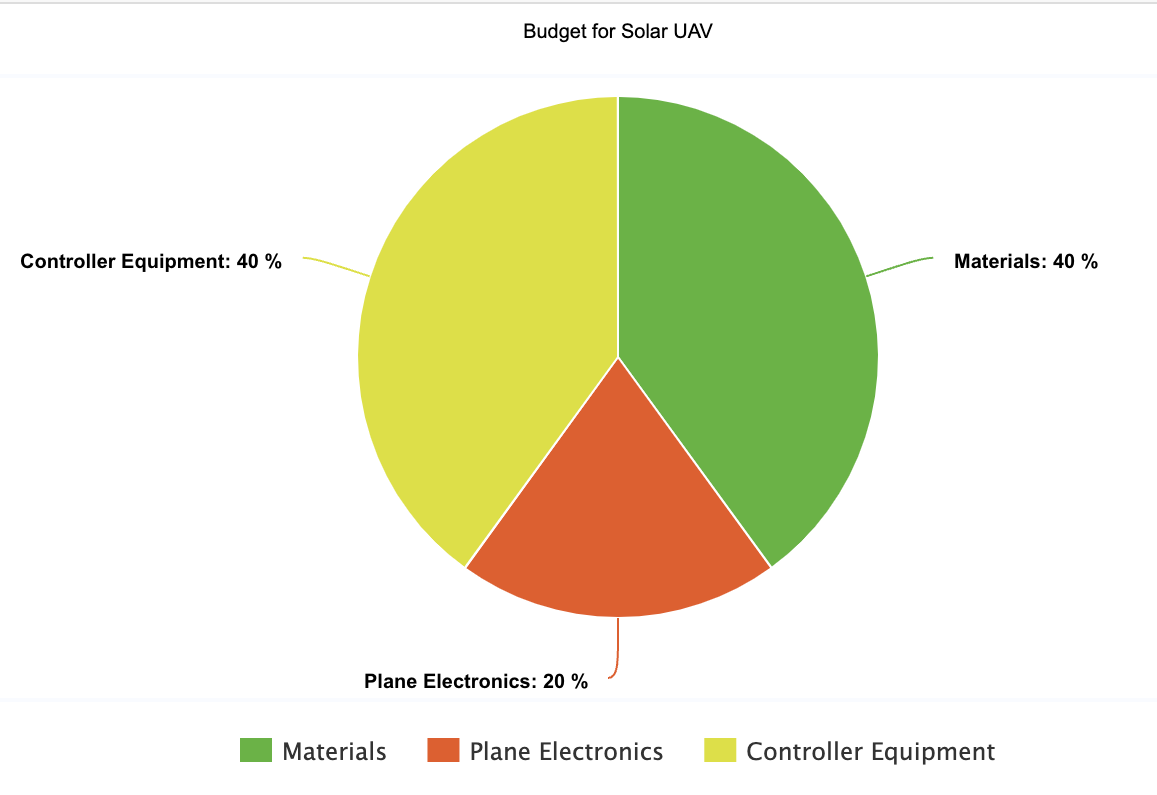 Budget for Solar UAV
Controller Equipment: 40 %
Materials: 40 %
Plane Electronics: 20 %
Materials
Plane Electronics
Controller Equipment